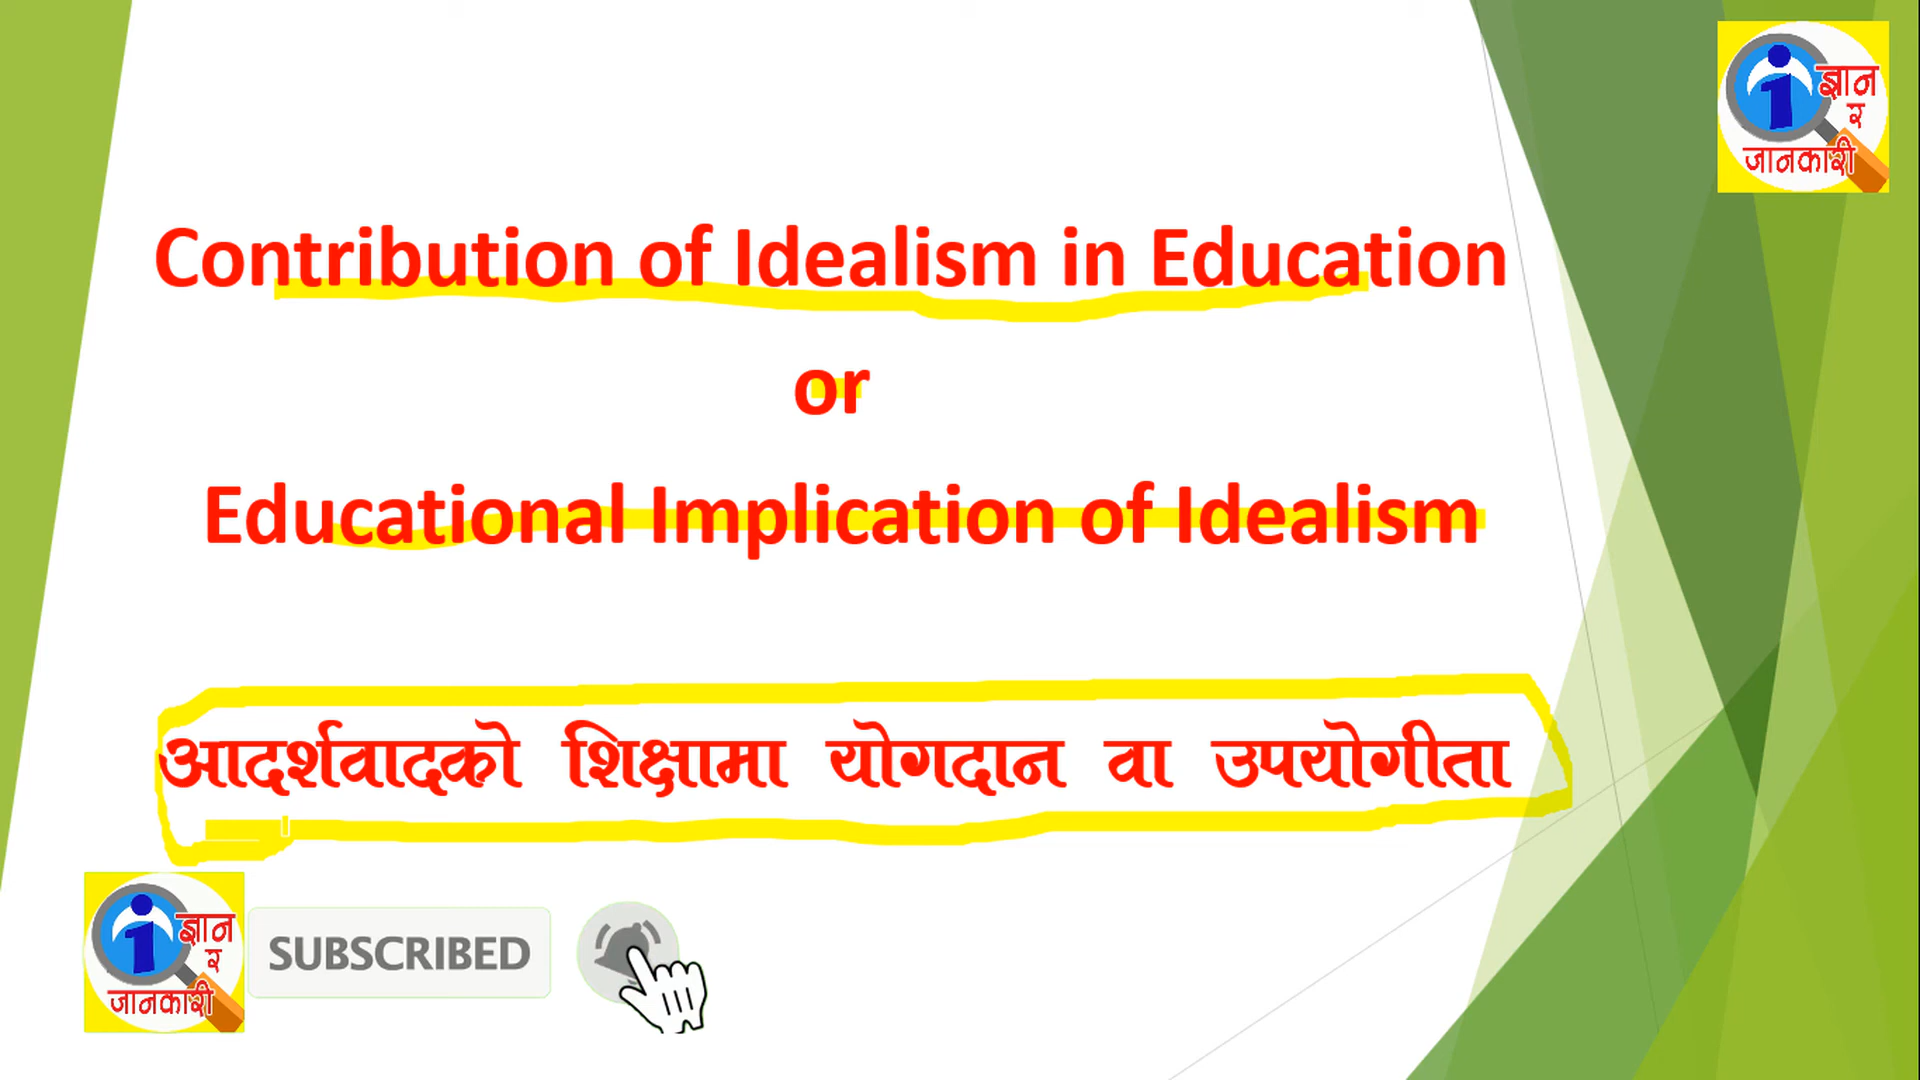 ज्ञान
र
जानकारी
Contribution of Idealism in Education
or
Educational Implication of Idealism
आदर्शवादको शिक्षामा योगदान वा उपयोगीता
ज्ञान
र
जानकारी
SUBSCRIBED